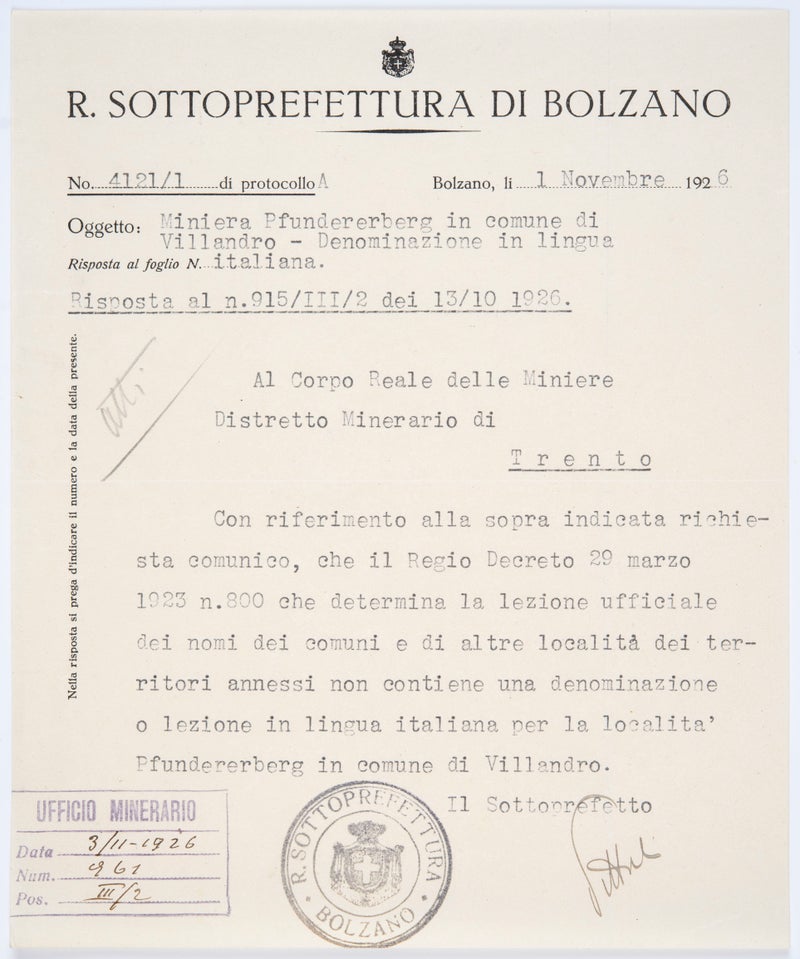 R. SOTTOPREFETTURA DI BOLZANO
No. 4121/1 di protocollo A
Bolzano, li 1 Novembre 1926
Oggetto: Miniera Pfundererberg in comune di
Villandro - Denominazione in lingua
Risposta al foglio N. italiana.
Risposta al n.915/III/2 dei 13/10 1926.
Nella risposta si prega d'indicare il numero e la data della presente.
atti
Al Corpo Reale delle Miniere
Distretto Minerario di
Trento
Con riferimento alla sopra indicata richie-
sta comunico, che il Regio Decreto 29 marzo
1923 n.800 che determina la lezione ufficiale
dei nomi dei comuni e di altre località dei ter-
ritori annessi non contiene una denominazione
o lezione in lingua italiana per la localita'
Pfundererberg in comune di Villandro.
Il Sottoprefetto
UFFICIO MINERARIO
Data 3/11-1926
Num. 961
Pos. III/2
R. SOTTOPREFETTURA
BOLZANO